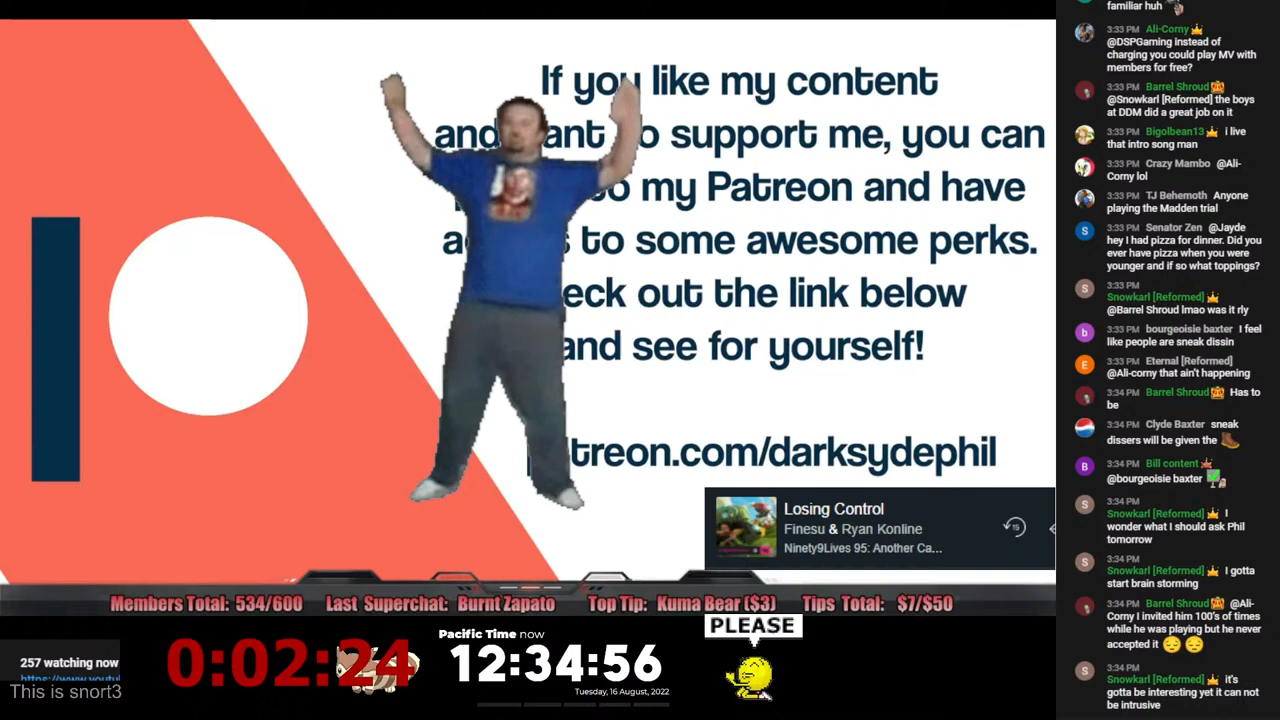 If you like my content
and want to support me, you can
to my Patreon and have
to some awesome perks.
eck out the link below
and see for yourself!
treon.com/darksydephil
Losing Control
Finesu & Ryan Konline
Ninety9Lives 95: Another Ca...
15
Members Total: 534/600 Last Superchat: Burnt Zapato Top Tip: Kuma Bear ($3) Tips Total: $7/$50
257 watching now
https://www.youtul
This is snort3
0:02:24
Pacific Time now
12:34:56
Tuesday, 16 August, 2022
PLEASE
familiar huh
3:33 PM Ali-Corny
@DSPGaming instead of
charging you could play MV with
members for free?
3:33 PM Barrel Shroud
@Snowkarl [Reformed] the boys
at DDM did a great job on it
3:33 PM Bigolbean13 i live
that intro song man
3:33 PM Crazy Mambo @Ali-
Corny lol
3:33 PM TJ Behemoth Anyone
playing the Madden trial
3:33 PM Senator Zen @Jayde
hey I had pizza for dinner. Did you
ever have pizza when you were
younger and if so what toppings?
3:33 PM
Snowkarl [Reformed]
@Barrel Shroud lmao was it rly
3:33 PM bourgeoisie baxter I feel
like people are sneak dissin
3:33 PM Eternal [Reformed]
@Ali-corny that ain't happening
3:34 PM Barrel Shroud Has to
be
3:34 PM Clyde Baxter sneak
dissers will be given the
3:34 PM Bill content
@bourgeoisie baxter
3:34 PM
Snowkarl [Reformed] I
wonder what I should ask Phil
tomorrow
3:34 PM
Snowkarl [Reformed] I gotta
start brain storming
3:34 PM Barrel Shroud @Ali-
Corny I invited him 100's of times
while he was playing but he never
accepted it
3:34 PM
Snowkarl [Reformed] it's
gotta be interesting yet it can not
be intrusive